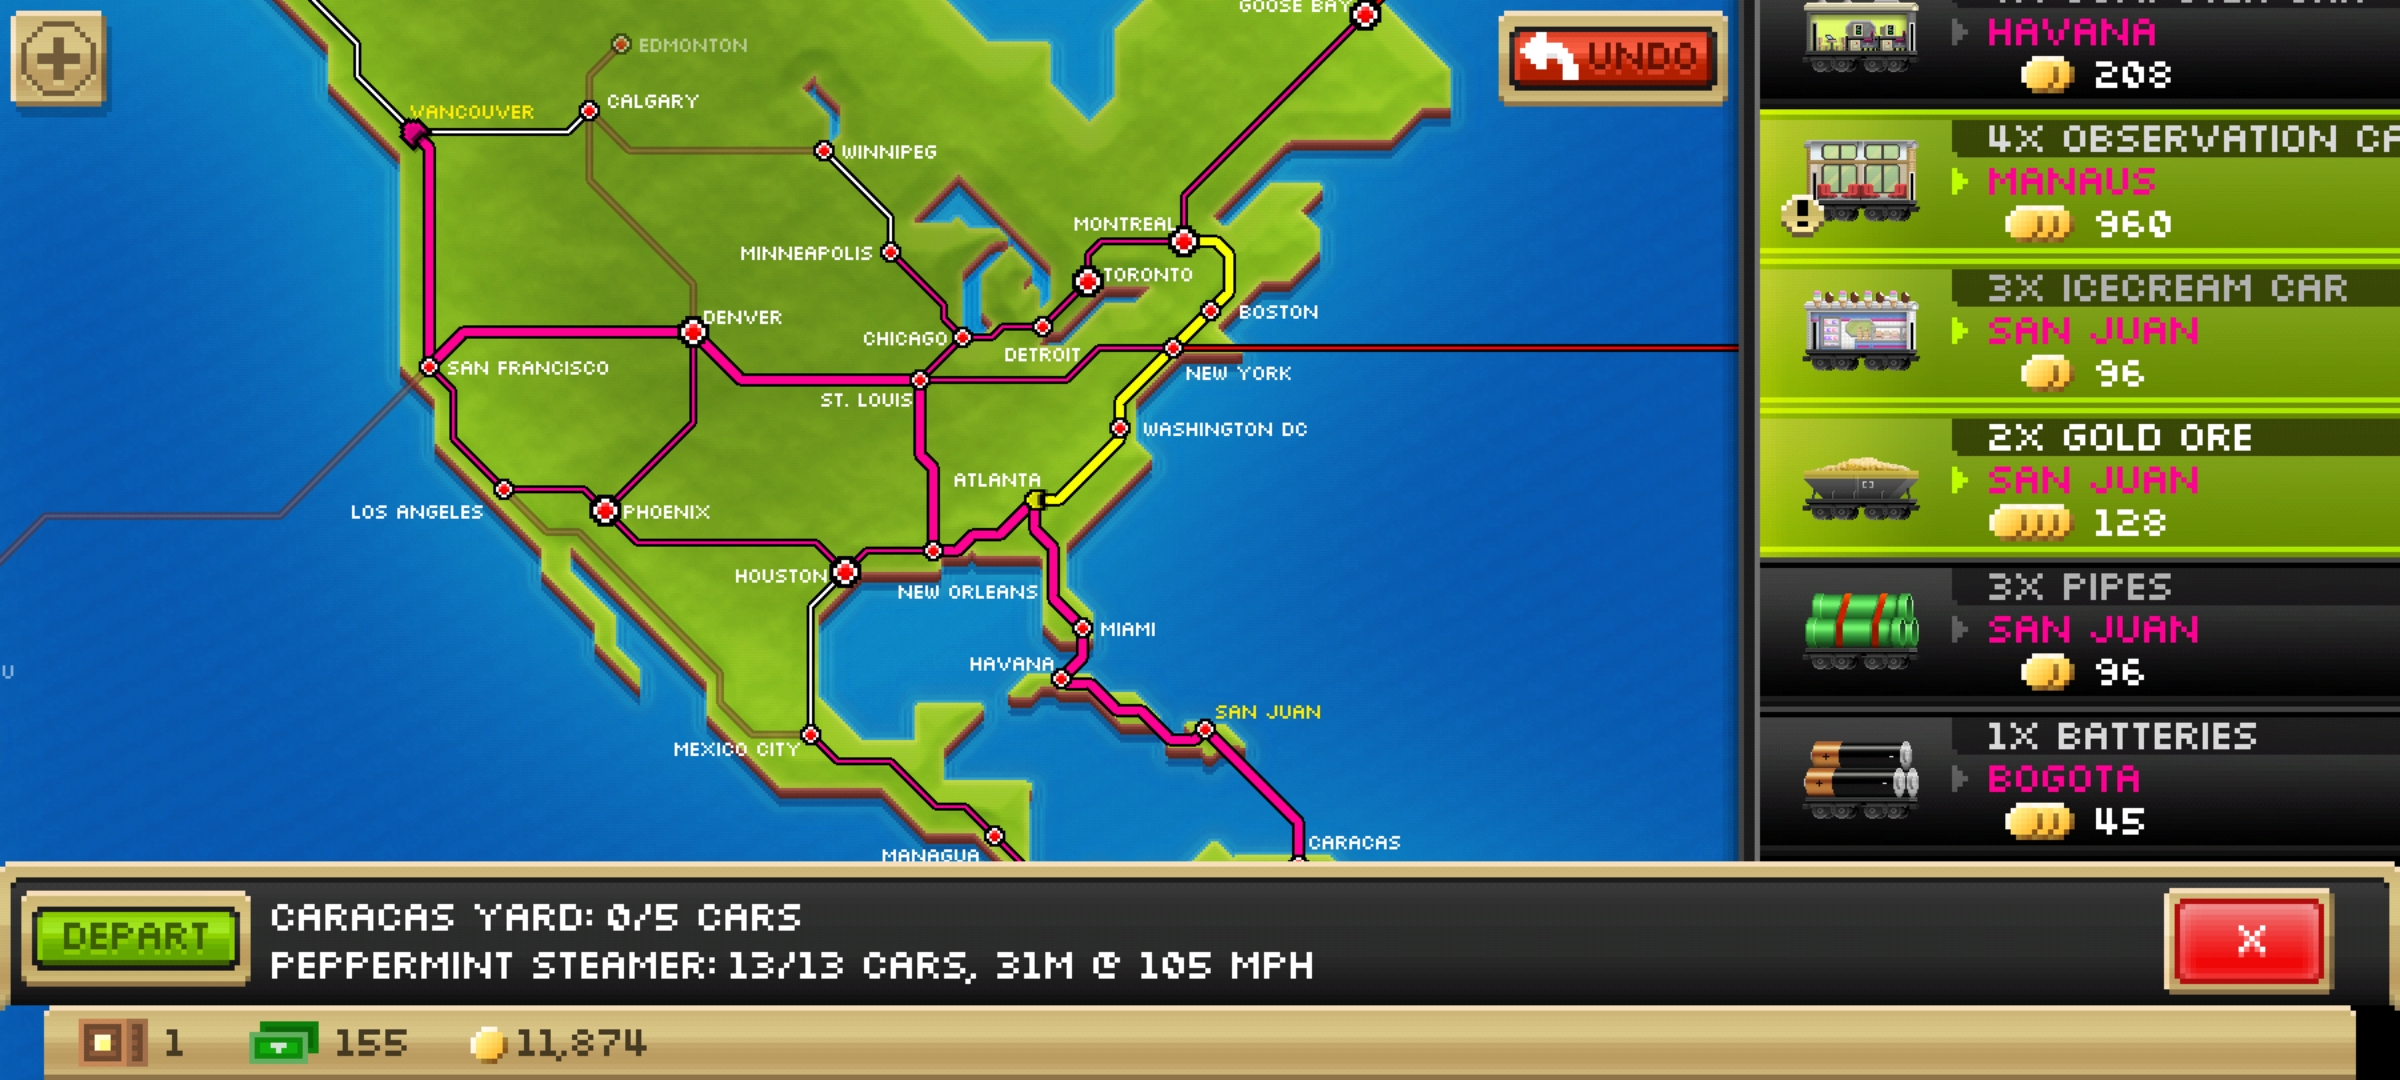 GOOSE BAY
EDMONTON
UNDO
VANCOUVER
CALGARY
WINNIPEG
MONTREAL
MINNEAPOLIS
TORONTO
DENVER
BOSTON
CHICAGO
DETROIT
SAN FRANCISCO
NEW YORK
ST. LOUIS
WASHINGTON DC
ATLANTA
LOS ANGELES
PHOENIX
HOUSTON
NEW ORLEANS
MIAMI
HAVANA
U
SAN JUAN
MEXICO CITY
CARACAS
MANAGUA
HAVANA
208
4X OBSERVATION CA
MANAUS
960
3X ICECREAM CAR
SAN JUAN
96
2X GOLD ORE
SAN JUAN
128
3X PIPES
SAN JUAN
96
1X BATTERIES
BOGOTA
45
DEPART
CARACAS YARD: 0/5 CARS
PEPPERMINT STEAMER: 13/13 CARS, 31M @ 105 MPH
X
1
155
11,874